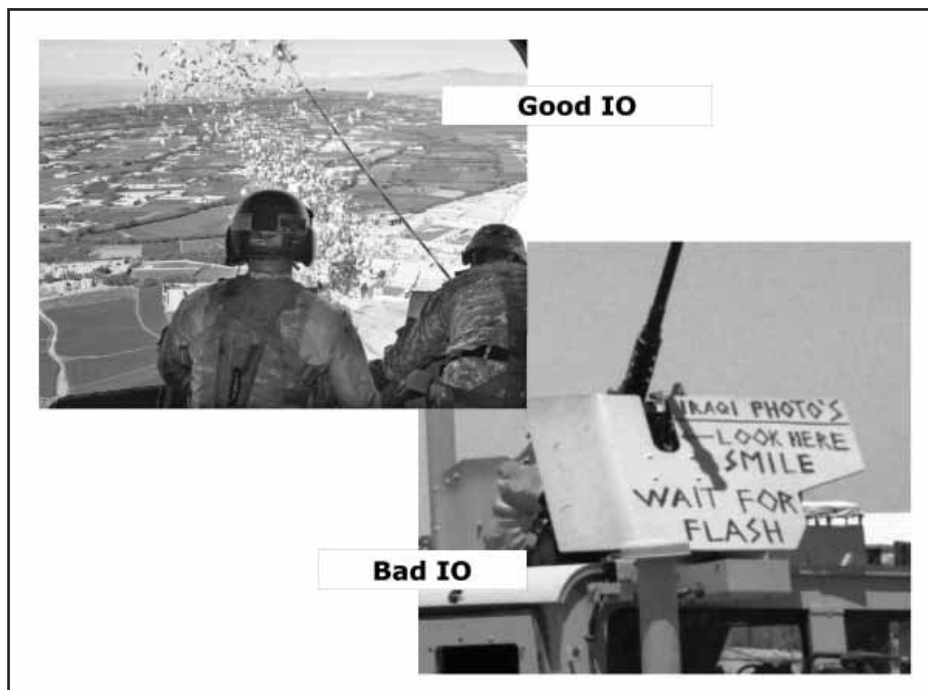 Good IO
IRAQI PHOTO'S
LOOK HERE
SMILE
WAIT FOR
FLASH
Bad IO